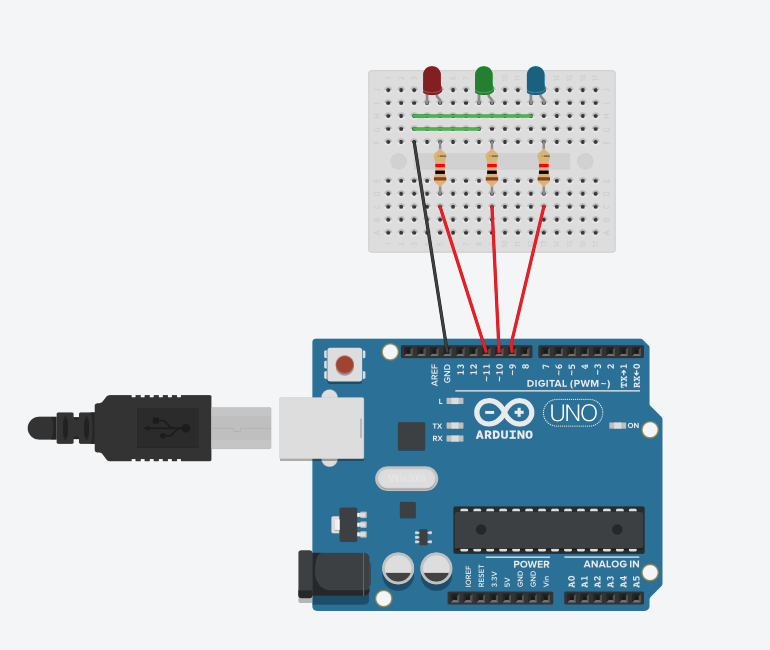 AREF
GND
13
12
~11
~10
~9
8
7
~6
~5
4
~3
2
TX→1
RX←0
DIGITAL (PWM~)
L
TX
RX
UNO
ARDUINO
ON
POWER
ANALOG IN
IOREF
RESET
3.3V
5V
GND
GND
Vin
A0
A1
A2
A3
A4
A5